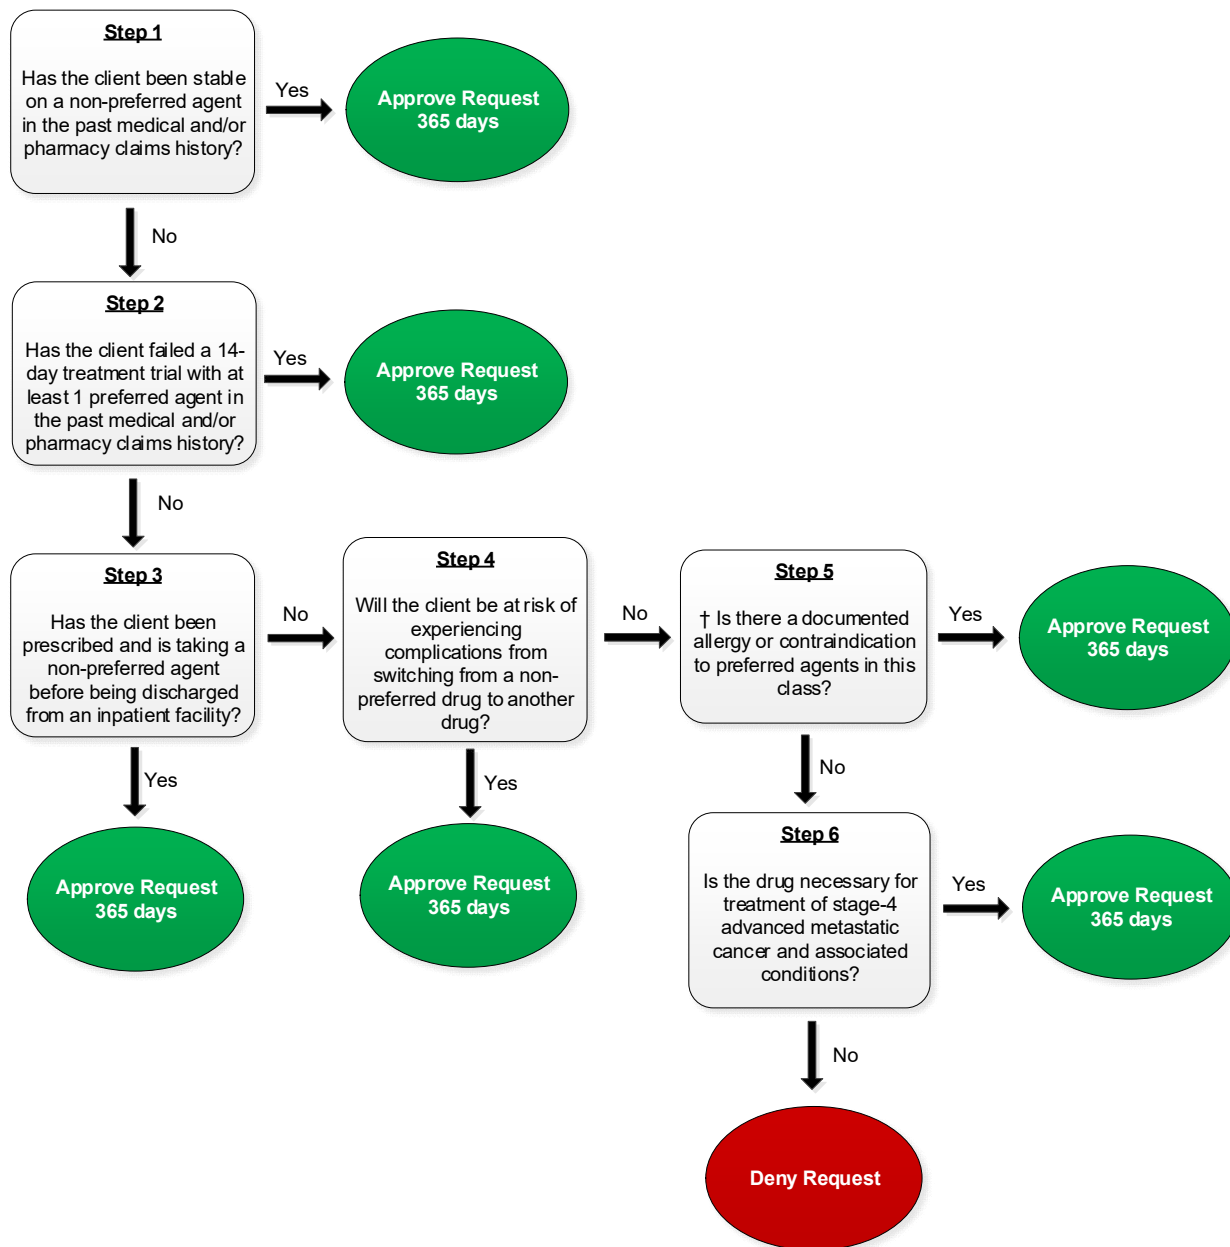 Step 1
Has the client been stable
on a non-preferred agent
in the past medical and/or
pharmacy claims history?
Yes
Approve Request
365 days
No
Step 2
Has the client failed a 14-
day treatment trial with at
least 1 preferred agent in
the past medical and/or
pharmacy claims history?
Yes
Approve Request
365 days
No
Step 3
Has the client been
prescribed and is taking a
non-preferred agent
before being discharged
from an inpatient facility?
No
Yes
Approve Request
365 days
Step 4
Will the client be at risk of
experiencing
complications from
switching from a non-
preferred drug to another
drug?
No
Yes
Approve Request
365 days
Step 5
† Is there a documented
allergy or contraindication
to preferred agents in this
class?
Yes
Approve Request
365 days
No
Step 6
Is the drug necessary for
treatment of stage-4
advanced metastatic
cancer and associated
conditions?
Yes
Approve Request
365 days
No
Deny Request